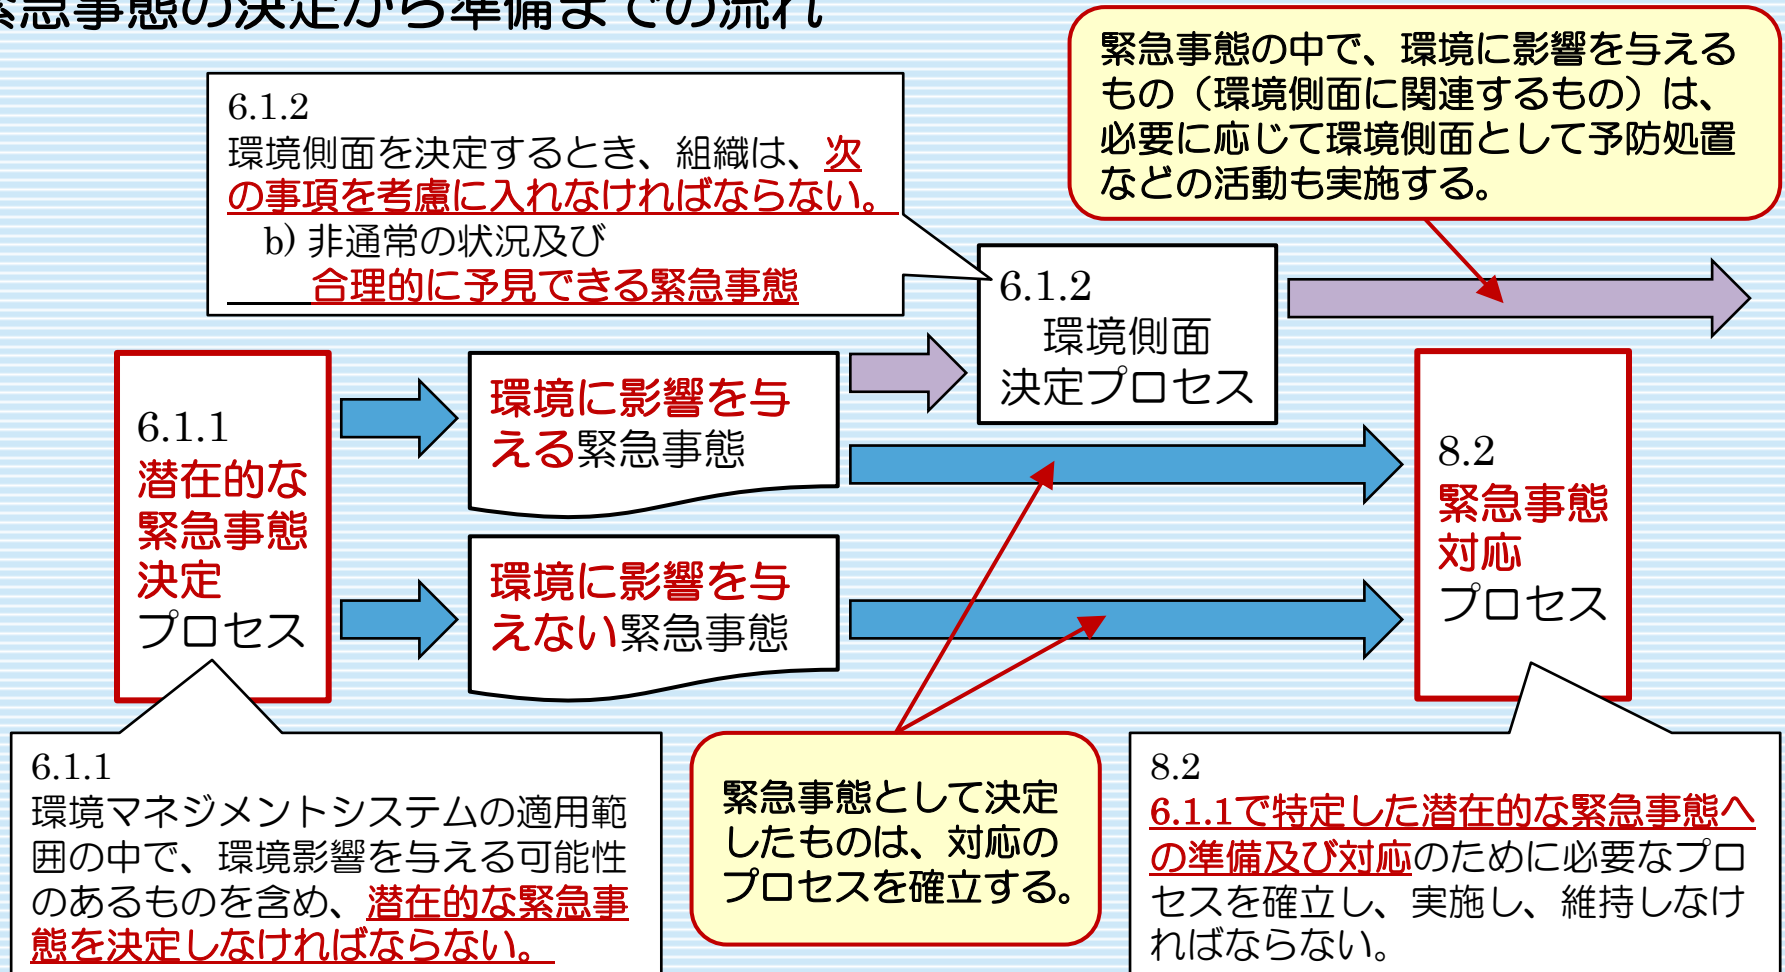 緊急事態の決定から準備までの流れ
緊急事態の中で、環境に影響を与える
もの（環境側面に関連するもの）は、
必要に応じて環境側面として予防処置
などの活動も実施する。
6.1.2
環境側面を決定するとき、組織は、次
の事項を考慮に入れなければならない。
b) 非通常の状況及び
合理的に予見できる緊急事態
6.1.2
環境側面
決定プロセス
6.1.1
潜在的な
緊急事態
決定
プロセス
環境に影響を与
える緊急事態
環境に影響を与
えない緊急事態
8.2
緊急事態
対応
プロセス
6.1.1
環境マネジメントシステムの適用範
囲の中で、環境影響を与える可能性
のあるものを含め、潜在的な緊急事
態を決定しなければならない。
緊急事態として決定
したものは、対応の
プロセスを確立する。
8.2
6.1.1で特定した潜在的な緊急事態へ
の準備及び対応のために必要なプロ
セスを確立し、実施し、維持しなけ
ればならない。